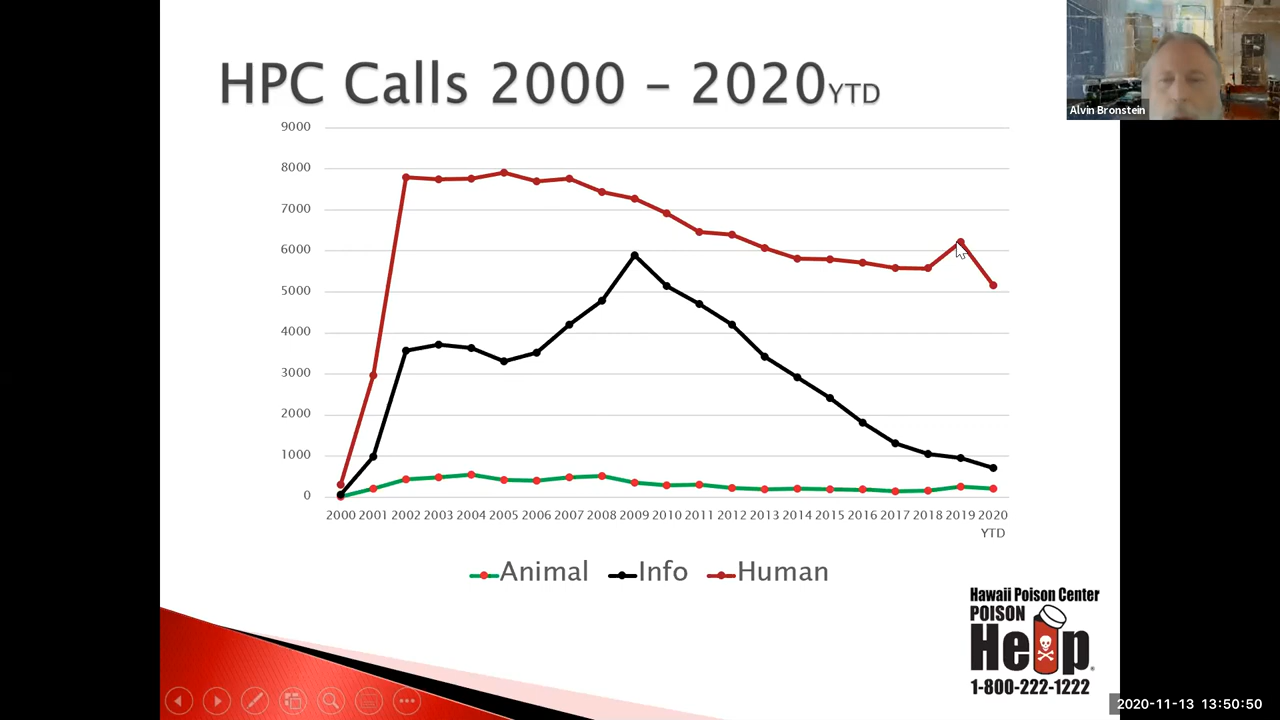 HPC Calls 2000 – 2020YTD
Alvin Bronstein
9000
8000
7000
6000
5000
4000
3000
2000
1000
0
2000 2001 2002 2003 2004 2005 2006 2007 2008 2009 2010 2011 2012 2013 2014 2015 2016 2017 2018 2019 2020
YTD
Animal Info Human
Hawaii Poison Center
POISON
Help®
1-800-222-1222
2020-11-13 13:50:50